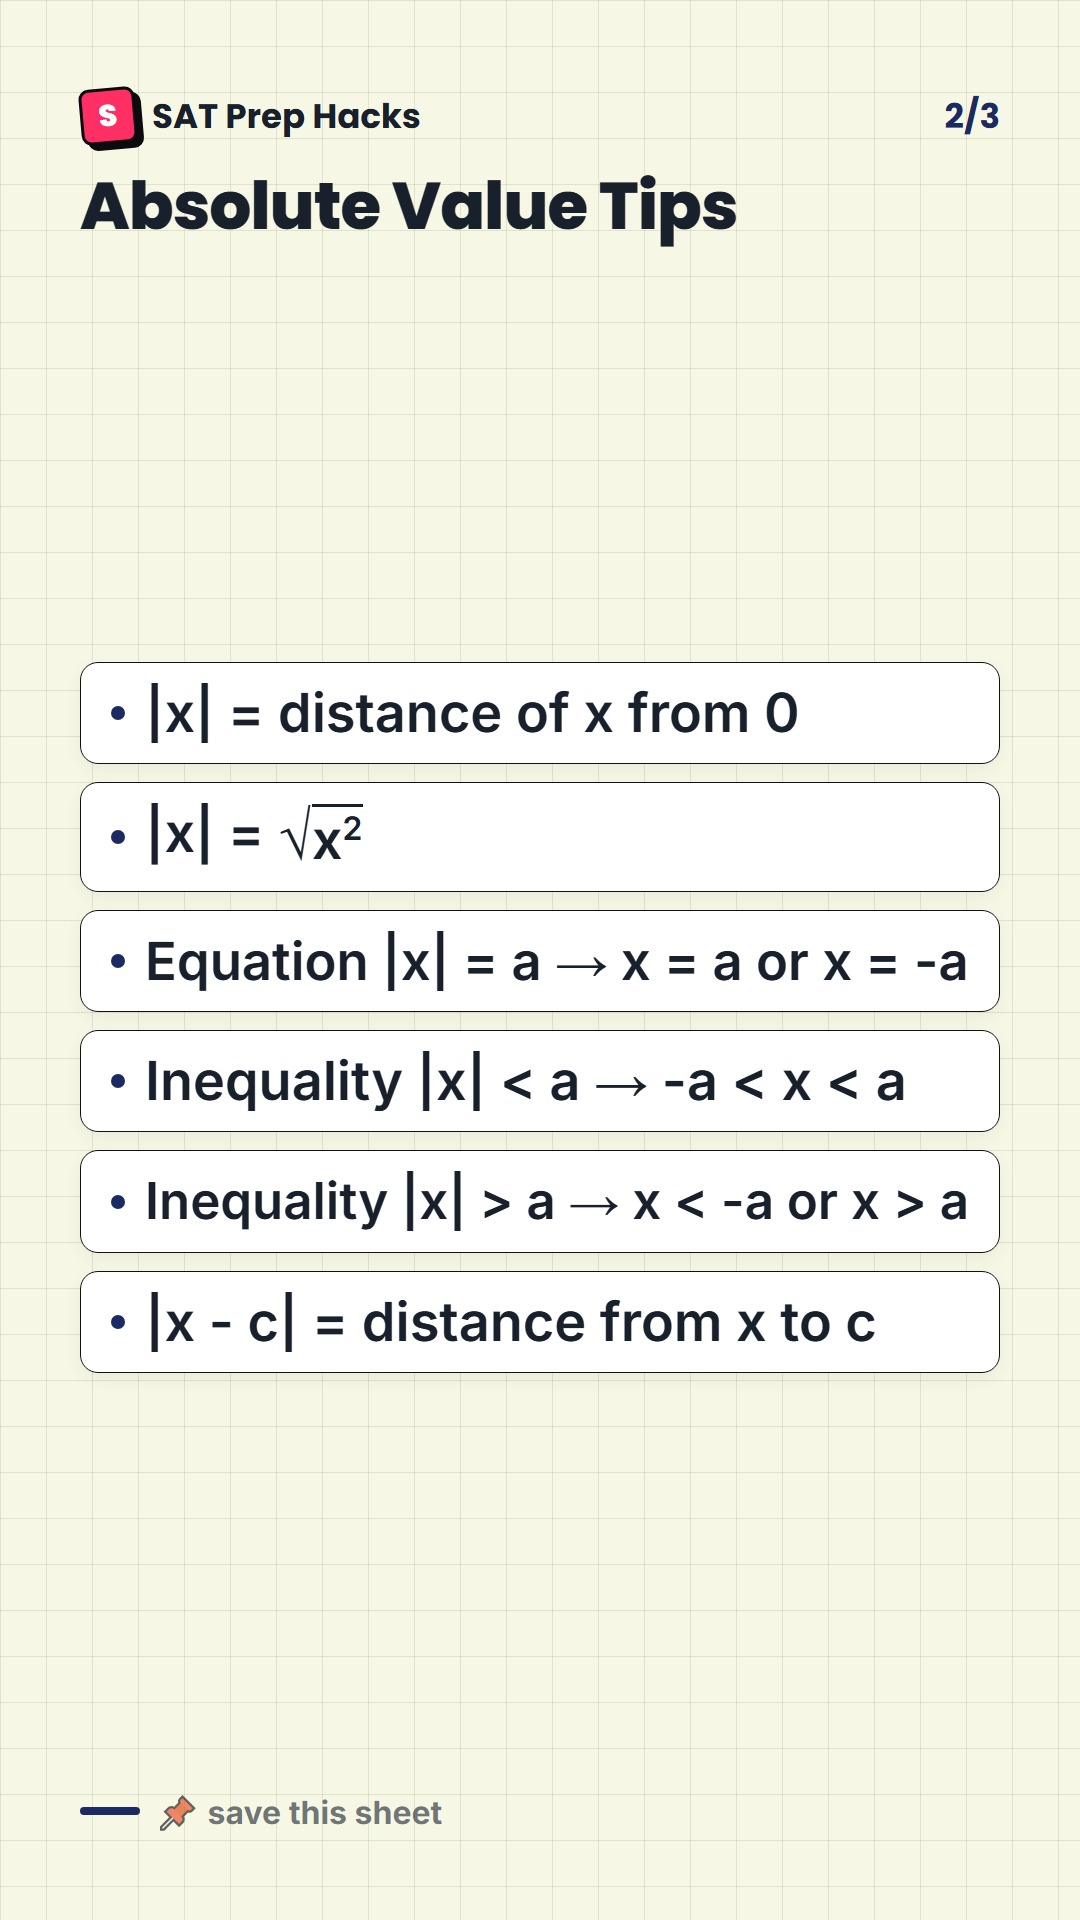 S SAT Prep Hacks 2/3
Absolute Value Tips
• |x| = distance of x from 0
• |x| = √x²
• Equation |x| = a → x = a or x = -a
• Inequality |x| < a → -a < x < a
• Inequality |x| > a → x < -a or x > a
• |x - c| = distance from x to c
📌 save this sheet